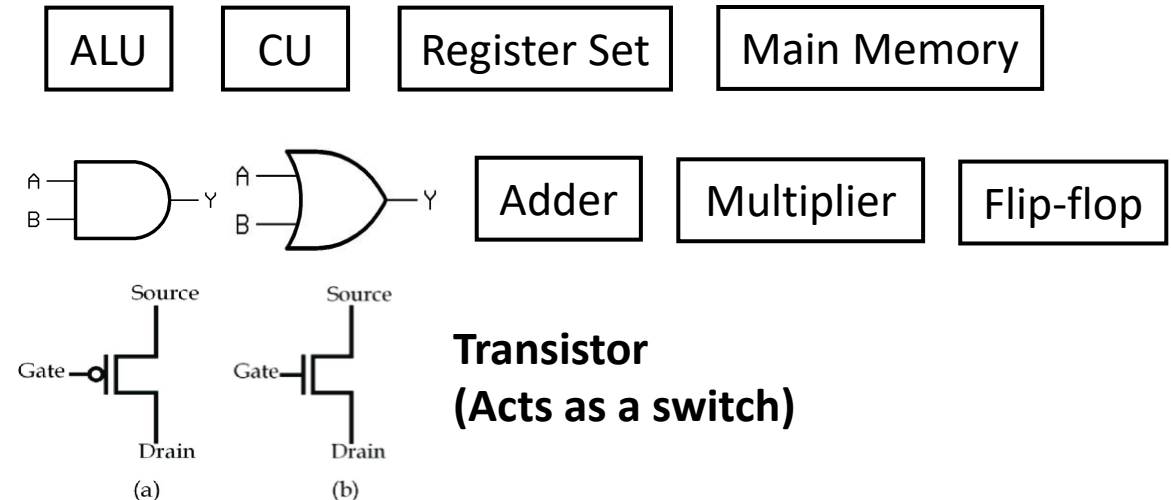 ALU CU Register Set Main Memory
A B Y A B Y Adder Multiplier Flip-flop
Source Source
Gate Gate
Transistor
(Acts as a switch)
Drain Drain
(a) (b)